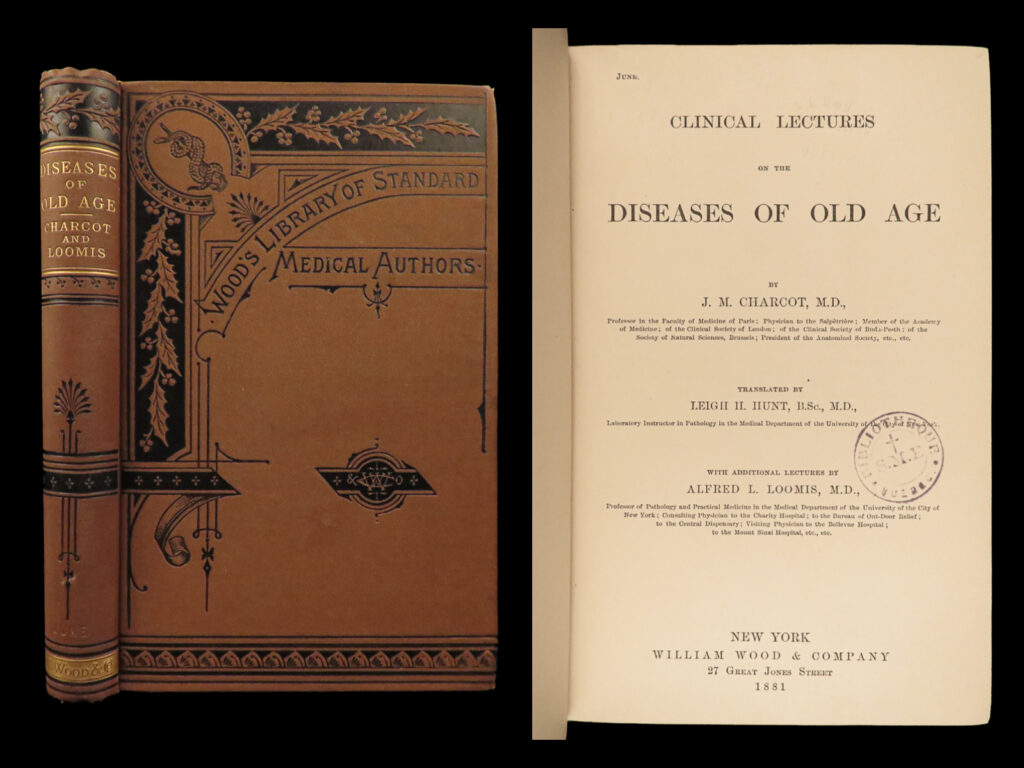 DISEASES
OF
OLD AGE
CHARCOT
AND
LOOMIS
JUNE
WOOD & Co
WOOD'S LIBRARY OF STANDARD
MEDICAL AUTHORS
JUNE.
CLINICAL LECTURES
ON THE
DISEASES OF OLD AGE
BY
J. M. CHARCOT, M.D.,
Professor in the Faculty of Medicine of Paris; Physician to the Salpêtrière; Member of the Academy
of Medicine; of the Clinical Society of London; of the Clinical Society of Buda-Pesth; of the
Society of Natural Sciences, Brussels; President of the Anatomical Society, etc., etc.
TRANSLATED BY
LEIGH H. HUNT, B.Sc., M.D.,
Laboratory Instructor in Pathology in the Medical Department of the University of the City of New York.
BIBLIOTHÈQUE
S.M.E.
QUÉBEC
WITH ADDITIONAL LECTURES BY
ALFRED L. LOOMIS, M.D.,
Professor of Pathology and Practical Medicine in the Medical Department of the University of the City of
New York; Consulting Physician to the Charity Hospital; to the Bureau of Out-Door Relief;
to the Central Dispensary; Visiting Physician to the Bellevue Hospital;
to the Mount Sinai Hospital, etc., etc.
NEW YORK
WILLIAM WOOD & COMPANY
27 GREAT JONES STREET
1881